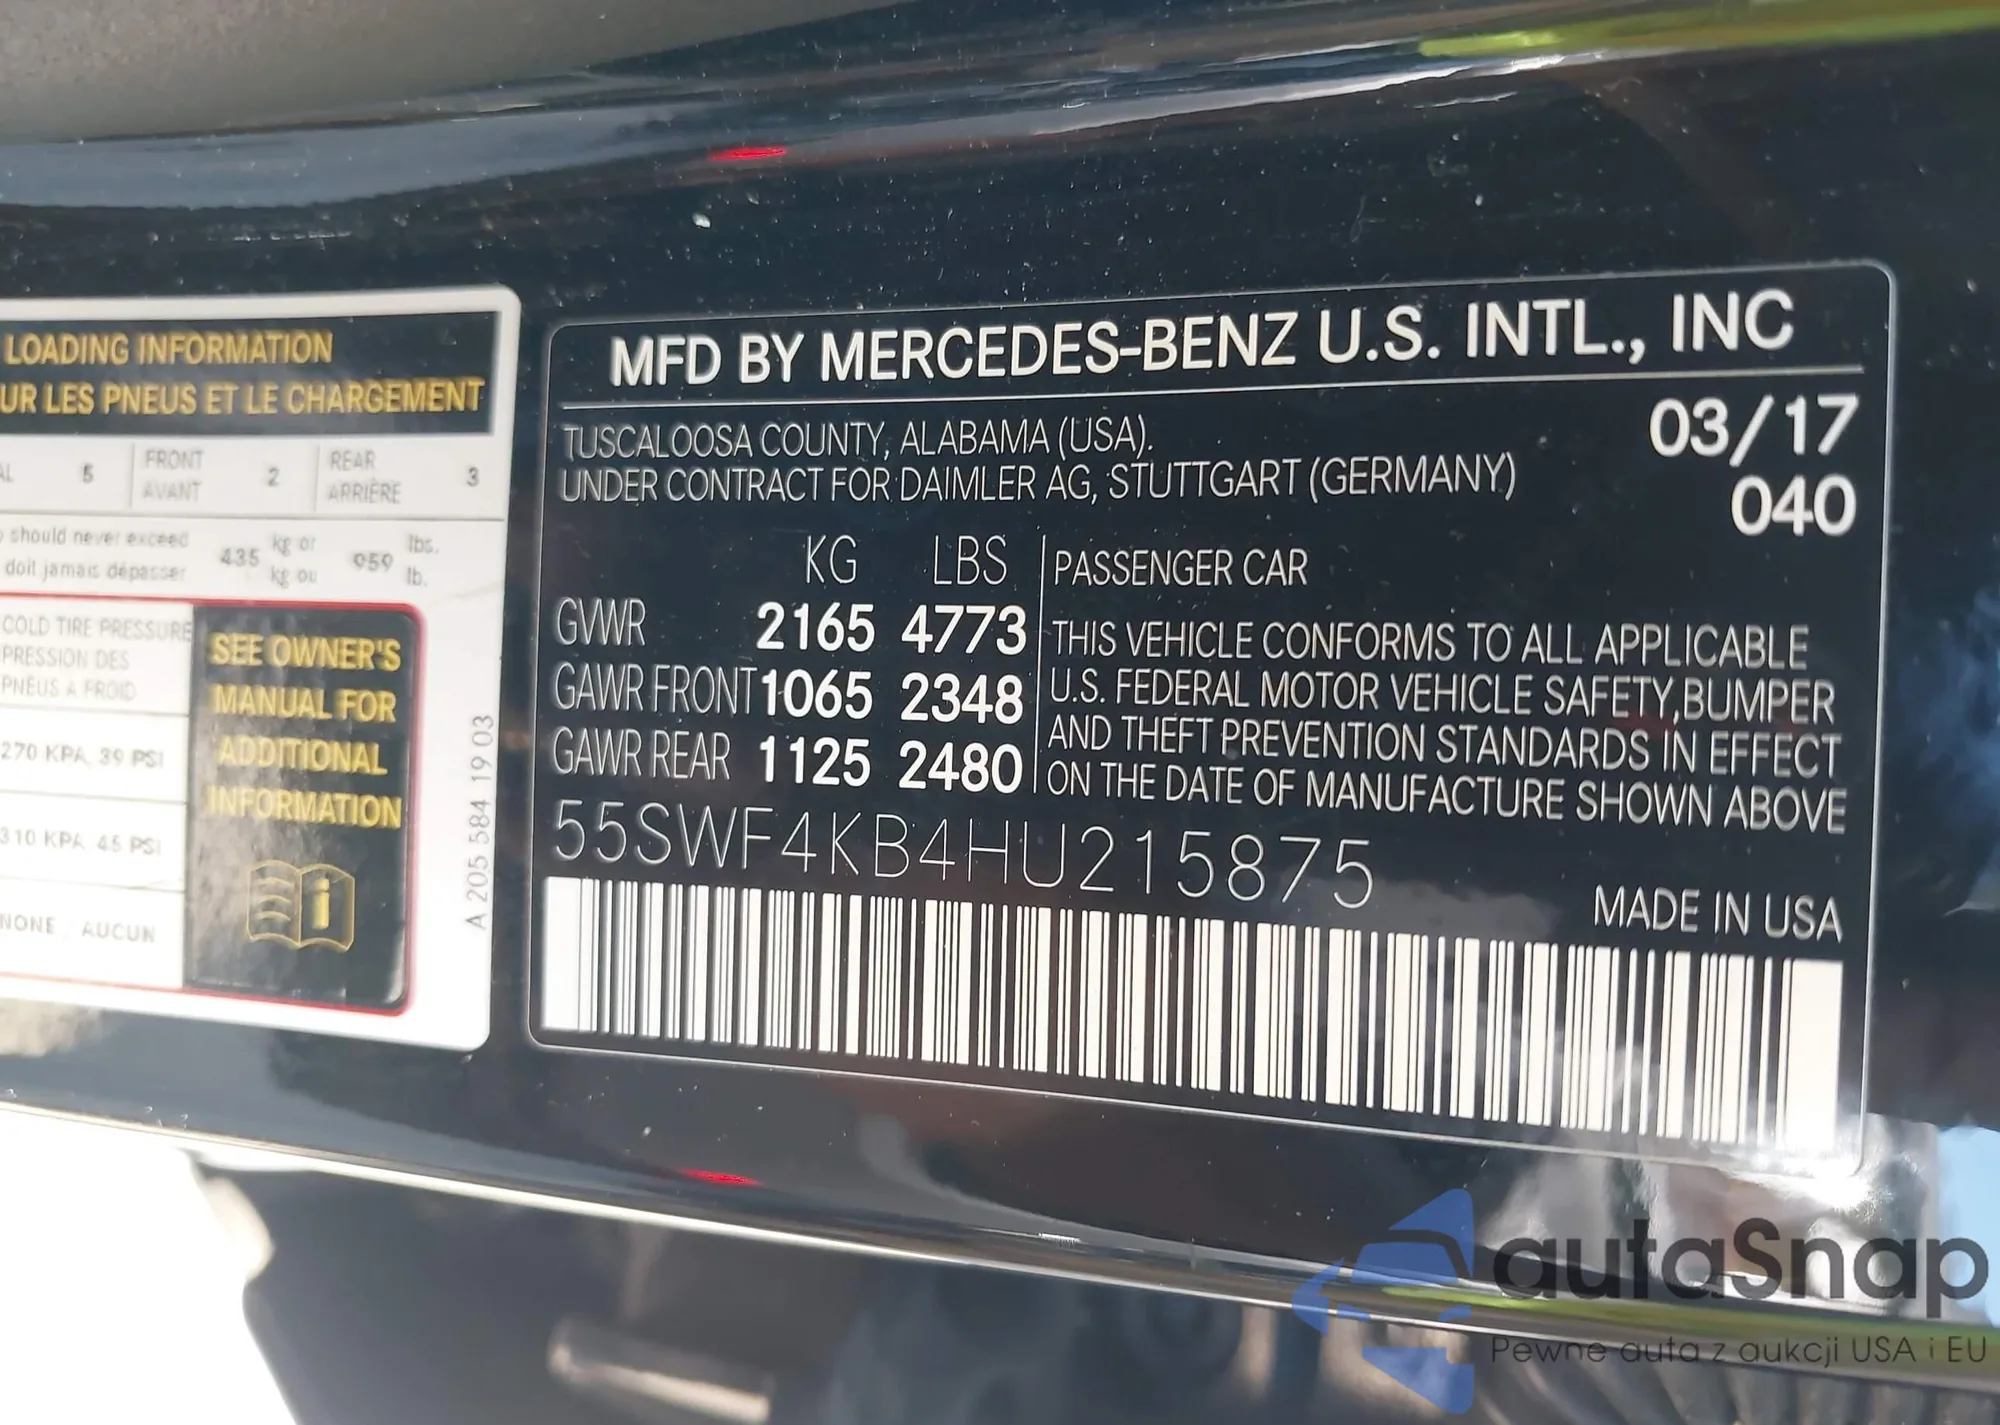 LOADING INFORMATION
UR LES PNEUS ET LE CHARGEMENT
AL 5 FRONT AVANT 2 REAR ARRIÈRE 3
should never exceed 435 kg or 959 lbs.
doit jamais dépasser kg ou lb.
COLD TIRE PRESSURE
PRESSION DES
PNEUS À FROID
270 KPA, 39 PSI
310 KPA, 45 PSI
NONE / AUCUN
SEE OWNER'S
MANUAL FOR
ADDITIONAL
INFORMATION
A 205 584 19 03
MFD BY MERCEDES-BENZ U.S. INTL., INC
TUSCALOOSA COUNTY, ALABAMA (USA).
UNDER CONTRACT FOR DAIMLER AG, STUTTGART (GERMANY)
03/17
040
KG LBS
GVWR 2165 4773
GAWR FRONT 1065 2348
GAWR REAR 1125 2480
PASSENGER CAR
THIS VEHICLE CONFORMS TO ALL APPLICABLE
U.S. FEDERAL MOTOR VEHICLE SAFETY,BUMPER
AND THEFT PREVENTION STANDARDS IN EFFECT
ON THE DATE OF MANUFACTURE SHOWN ABOVE
55SWF4KB4HU215875
MADE IN USA
autaSnap
Pewne auta z aukcji USA i EU